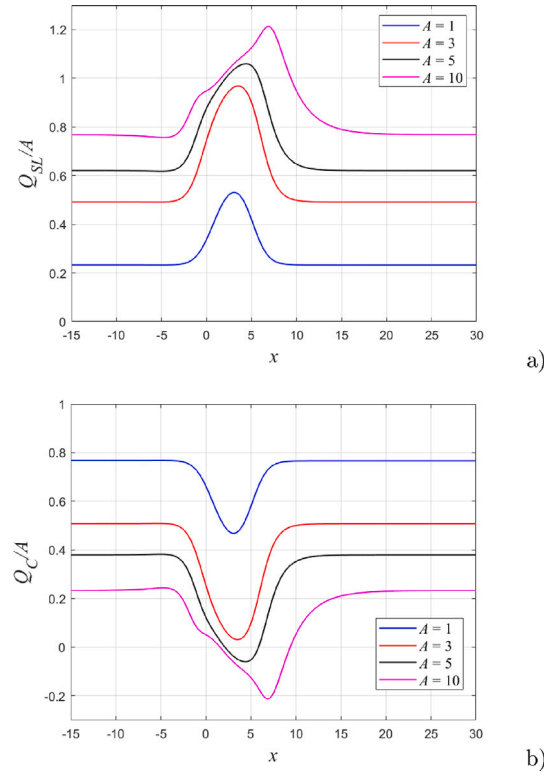 1.2
1
0.8
0.6
0.4
0.2
0
Q_SL/A
A = 1
A = 3
A = 5
A = 10
-15 -10 -5 0 5 10 15 20 25 30
x
a)
1
0.8
0.6
0.4
0.2
0
-0.2
Q_C/A
A = 1
A = 3
A = 5
A = 10
-15 -10 -5 0 5 10 15 20 25 30
x
b)